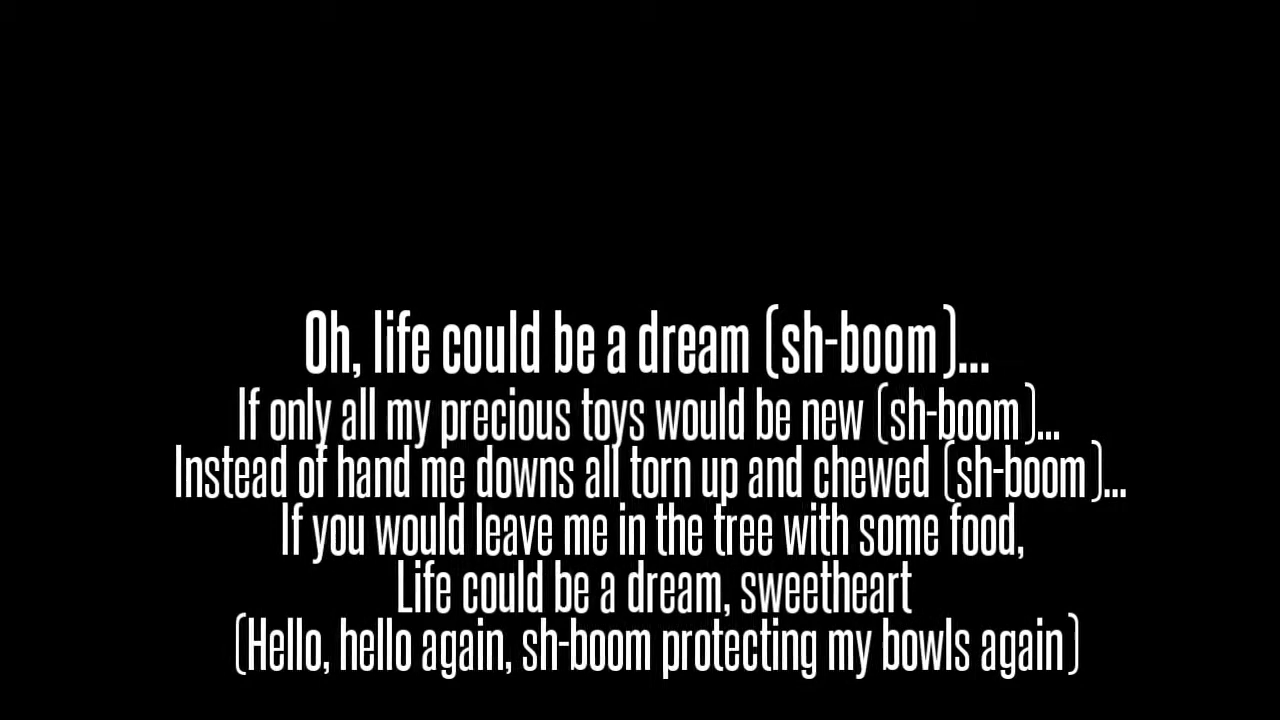 Oh, life could be a dream (sh-boom)...
If only all my precious toys would be new (sh-boom)...
Instead of hand me downs all torn up and chewed (sh-boom)...
If you would leave me in the tree with some food,
Life could be a dream, sweetheart
(Hello, hello again, sh-boom protecting my bowls again)